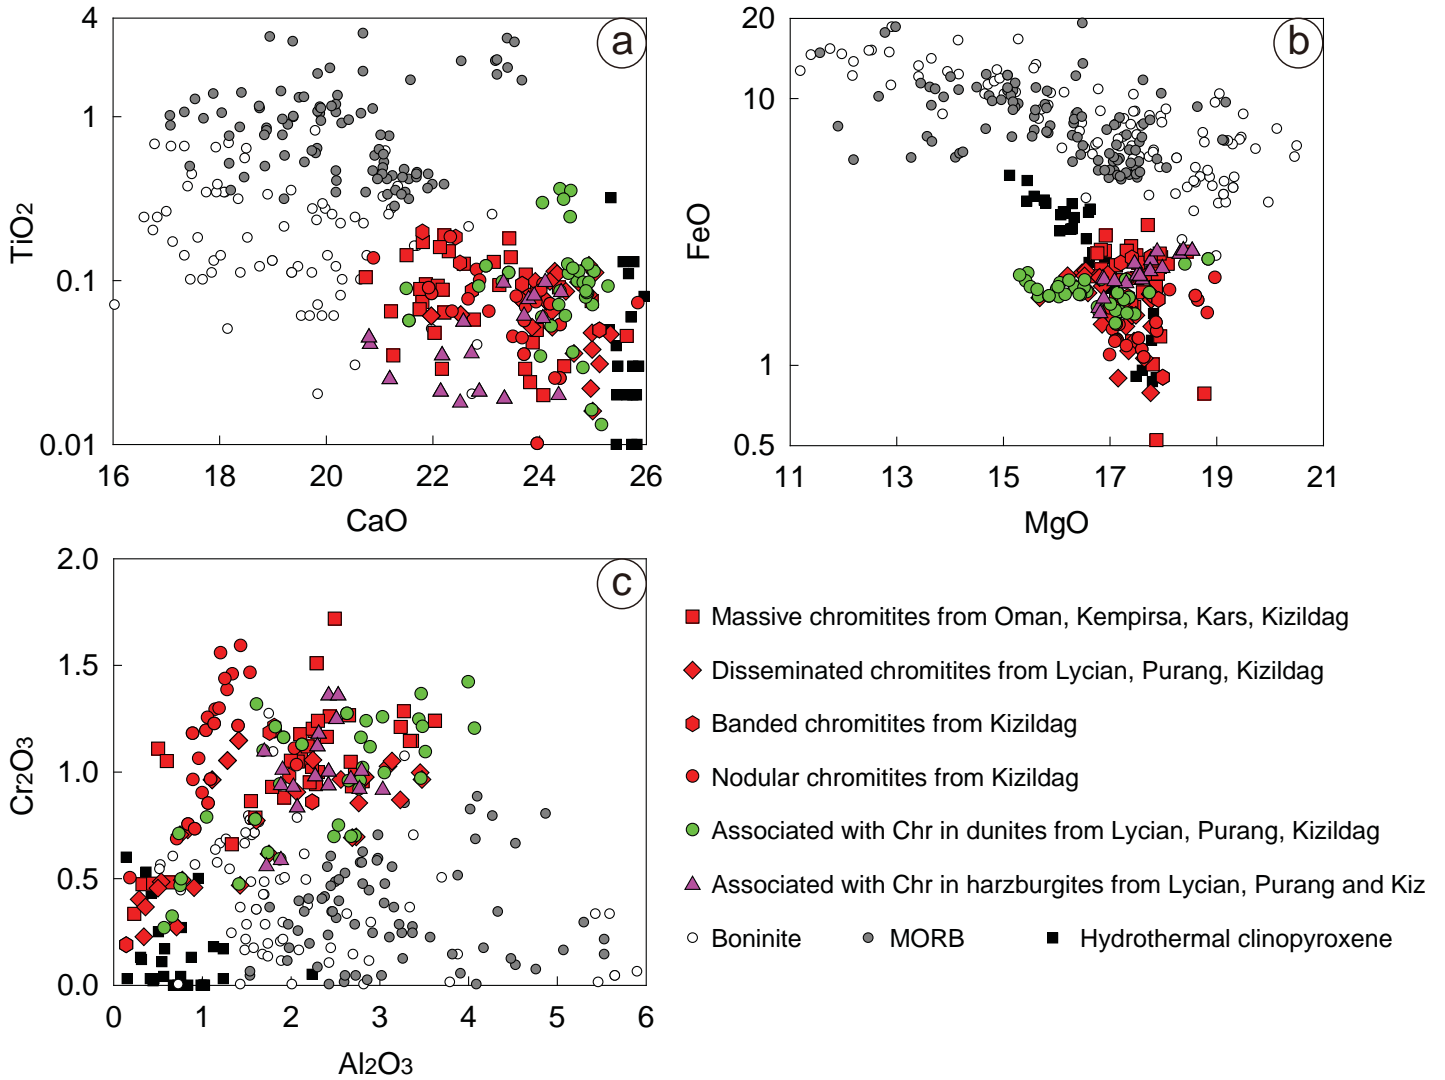 4
1
0.1
0.01
TiO2
16
18
20
22
24
26
CaO
a
20
10
1
0.5
FeO
11
13
15
17
19
21
MgO
b
2.0
1.5
1.0
0.5
0.0
Cr2O3
0
1
2
3
4
5
6
Al2O3
c
Massive chromitites from Oman, Kempirsa, Kars, Kizildag
Disseminated chromitites from Lycian, Purang, Kizildag
Banded chromitites from Kizildag
Nodular chromitites from Kizildag
Associated with Chr in dunites from Lycian, Purang, Kizildag
Associated with Chr in harzburgites from Lycian, Purang and Kiz
Boninite MORB Hydrothermal clinopyroxene